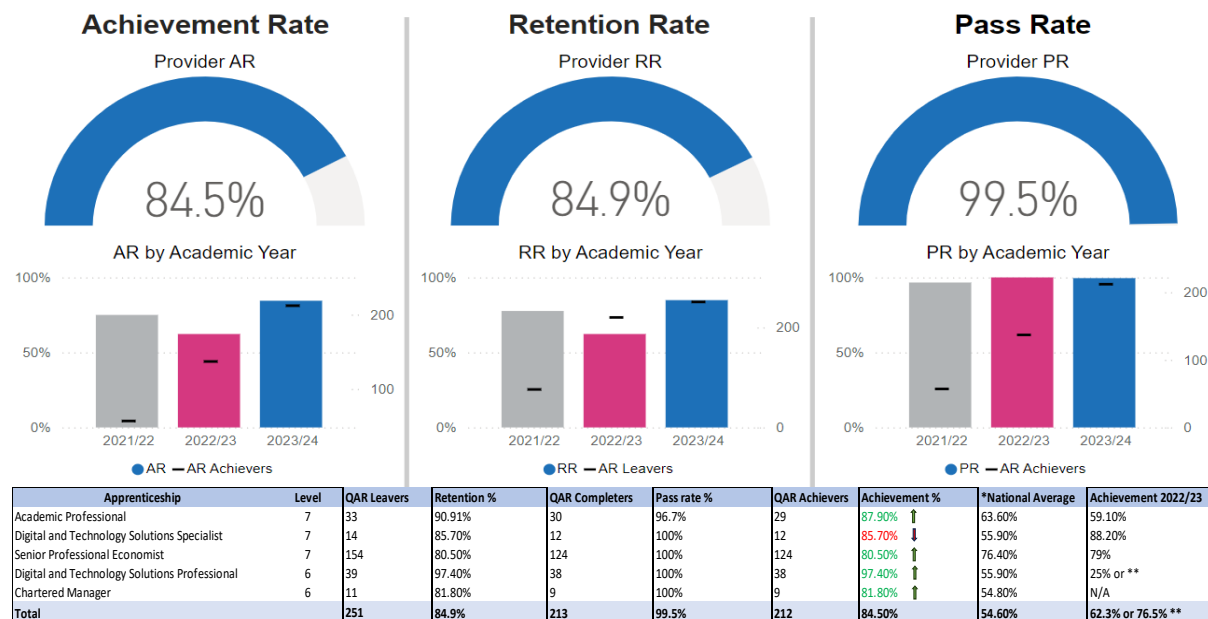 Achievement Rate
Provider AR
84.5%
AR by Academic Year
100%
50%
0%
200
100
2021/22 2022/23 2023/24
AR AR Achievers
Retention Rate
Provider RR
84.9%
RR by Academic Year
100%
50%
0%
200
0
2021/22 2022/23 2023/24
RR AR Leavers
Pass Rate
Provider PR
99.5%
PR by Academic Year
100%
50%
0%
200
100
0
2021/22 2022/23 2023/24
PR AR Achievers
Apprenticeship Level QAR Leavers Retention % QAR Completers Pass rate % QAR Achievers Achievement % *National Average Achievement 2022/23
Academic Professional 7 33 90.91% 30 96.7% 29 87.90% 63.60% 59.10%
Digital and Technology Solutions Specialist 7 14 85.70% 12 100% 12 85.70% 55.90% 88.20%
Senior Professional Economist 7 154 80.50% 124 100% 124 80.50% 76.40% 79%
Digital and Technology Solutions Professional 6 39 97.40% 38 100% 38 97.40% 55.90% 25% or **
Chartered Manager 6 11 81.80% 9 100% 9 81.80% 54.80% N/A
Total 251 84.9% 213 99.5% 212 84.50% 54.60% 62.3% or 76.5% **